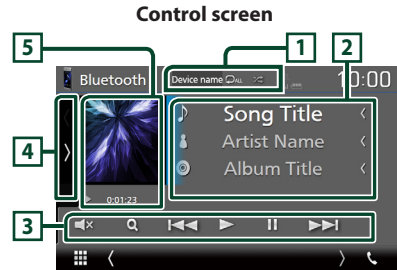 Control screen
5
1
2
Bluetooth
Device name
ALL
10:00
Song Title
Artist Name
Album Title
4
0:01:23
3